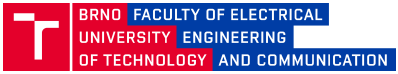 BRNO FACULTY OF ELECTRICAL
UNIVERSITY ENGINEERING
OF TECHNOLOGY AND COMMUNICATION